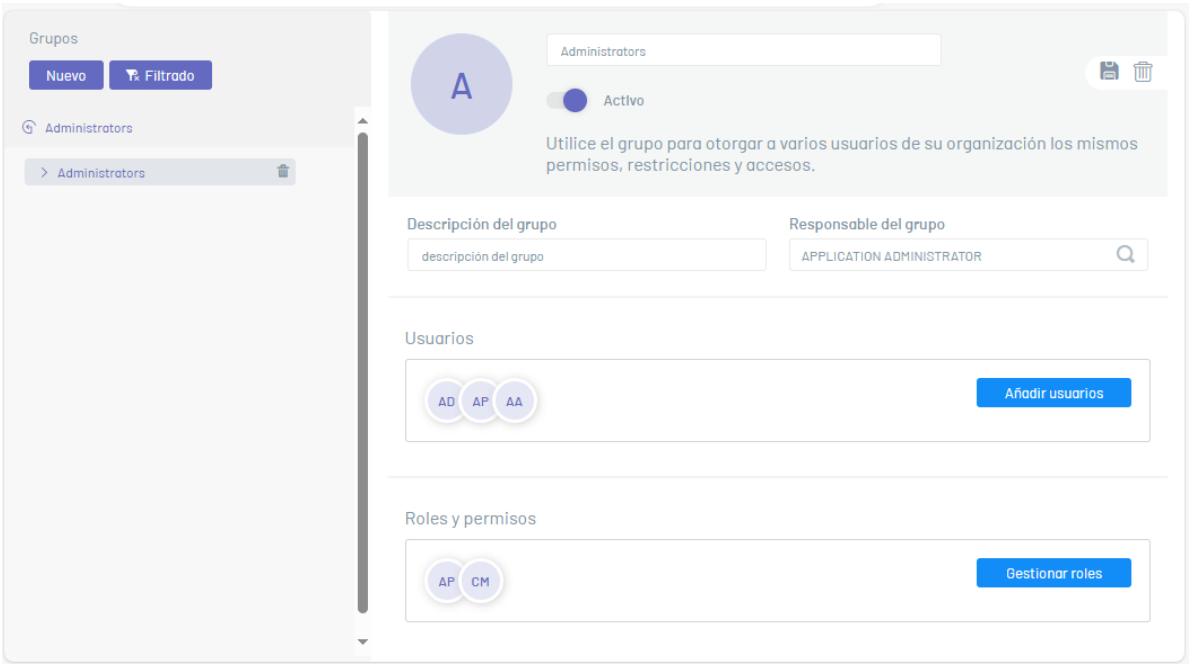 Grupos
Nuevo
Filtrado
Administrators
Administrators
A
Administrators
Activo
Utilice el grupo para otorgar a varios usuarios de su organización los mismos
permisos, restricciones y accesos.
Descripción del grupo
descripción del grupo
Responsable del grupo
APPLICATION ADMINISTRATOR
Usuarios
AD
AP
AA
Añadir usuarios
Roles y permisos
AP
CM
Gestionar roles